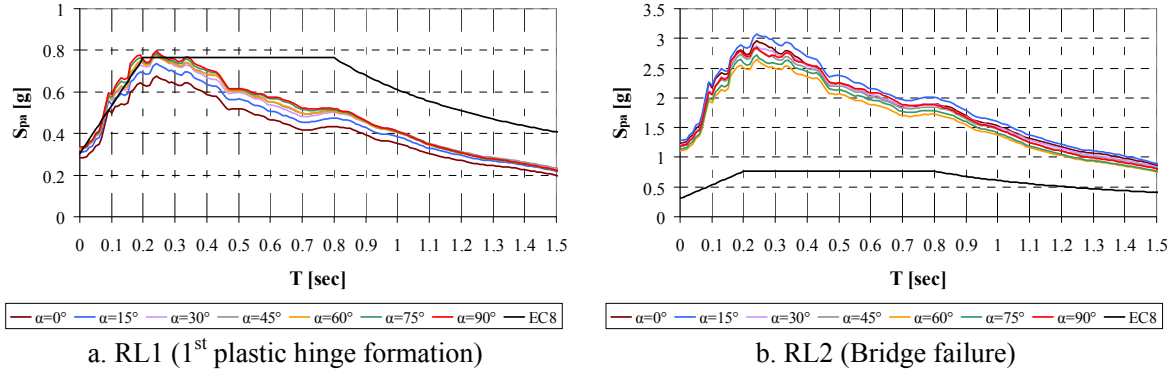 1
0.8
0.6
0.4
0.2
0
Spa [g]
0 0.1 0.2 0.3 0.4 0.5 0.6 0.7 0.8 0.9 1 1.1 1.2 1.3 1.4 1.5
T [sec]
α=0° α=15° α=30° α=45° α=60° α=75° α=90° EC8
a. RL1 (1st plastic hinge formation)
3.5
3
2.5
2
1.5
1
0.5
0
Spa [g]
0 0.1 0.2 0.3 0.4 0.5 0.6 0.7 0.8 0.9 1 1.1 1.2 1.3 1.4 1.5
T [sec]
α=0° α=15° α=30° α=45° α=60° α=75° α=90° EC8
b. RL2 (Bridge failure)